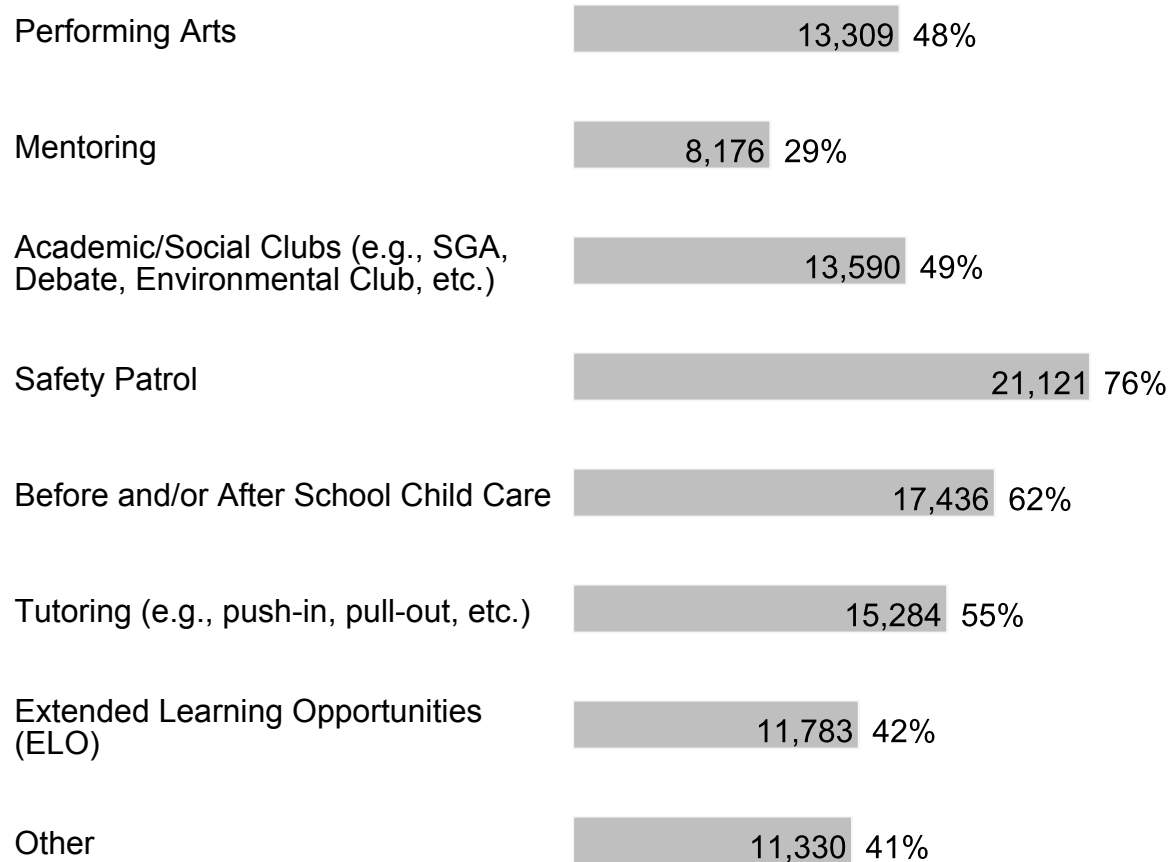 Performing Arts 13,309 48%
Mentoring 8,176 29%
Academic/Social Clubs (e.g., SGA,
Debate, Environmental Club, etc.) 13,590 49%
Safety Patrol 21,121 76%
Before and/or After School Child Care 17,436 62%
Tutoring (e.g., push-in, pull-out, etc.) 15,284 55%
Extended Learning Opportunities
(ELO) 11,783 42%
Other 11,330 41%